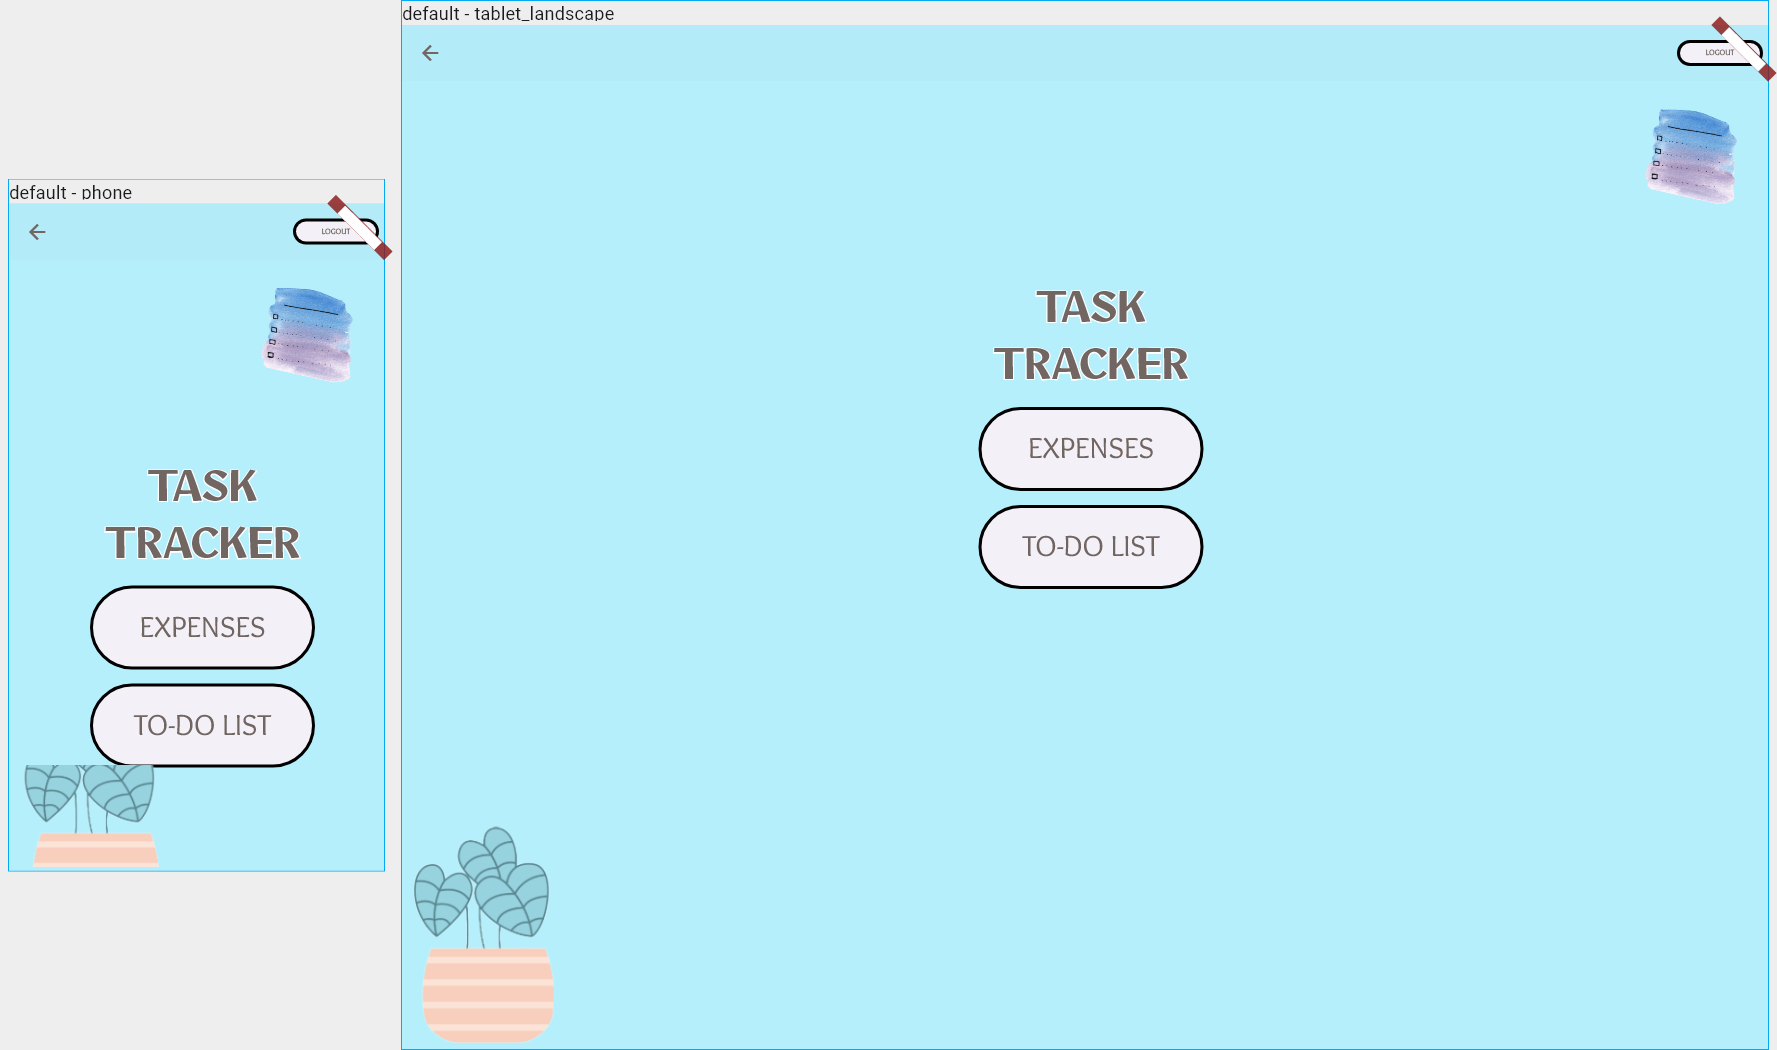 default - phone
LOGOUT
TASK
TRACKER
EXPENSES
TO-DO LIST
default - tablet_landscape
LOGOUT
TASK
TRACKER
EXPENSES
TO-DO LIST